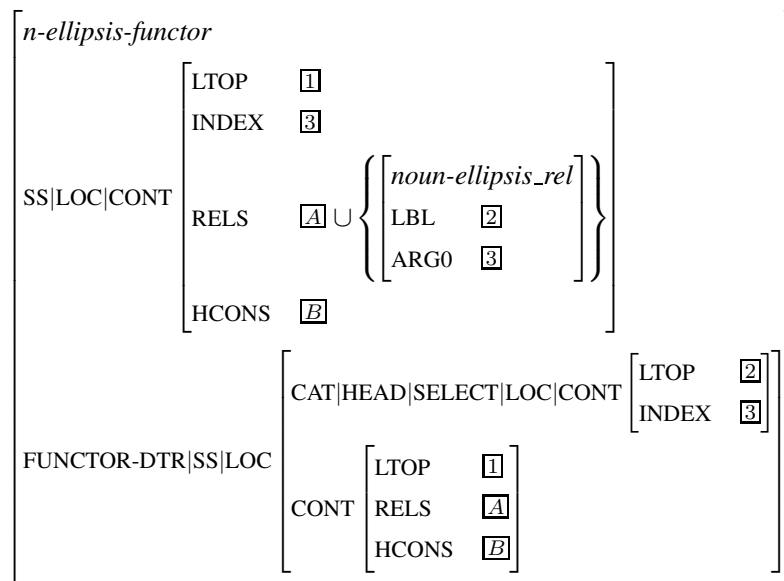 n-ellipsis-functor
LTOP 1
INDEX 3
SS|LOC|CONT
noun-ellipsis_rel
RELS A ∪ { LBL 2
ARG0 3 }
HCONS B
CAT|HEAD|SELECT|LOC|CONT LTOP 2
INDEX 3
FUNCTOR-DTR|SS|LOC
LTOP 1
CONT RELS A
HCONS B